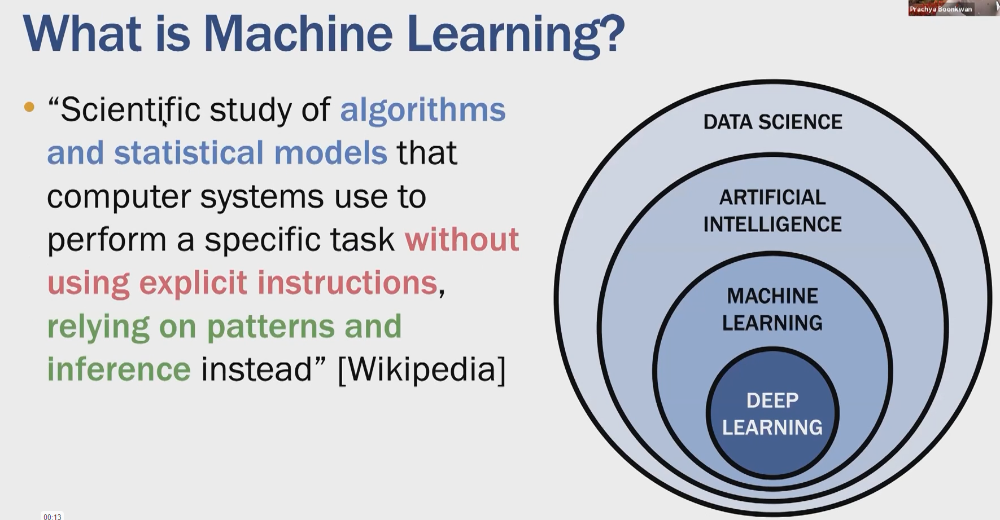 Prachya Boonkwan
What is Machine Learning?
• “Scientific study of algorithms
and statistical models that
computer systems use to
perform a specific task without
using explicit instructions,
relying on patterns and
inference instead” [Wikipedia]
DATA SCIENCE
ARTIFICIAL
INTELLIGENCE
MACHINE
LEARNING
DEEP
LEARNING
00:13